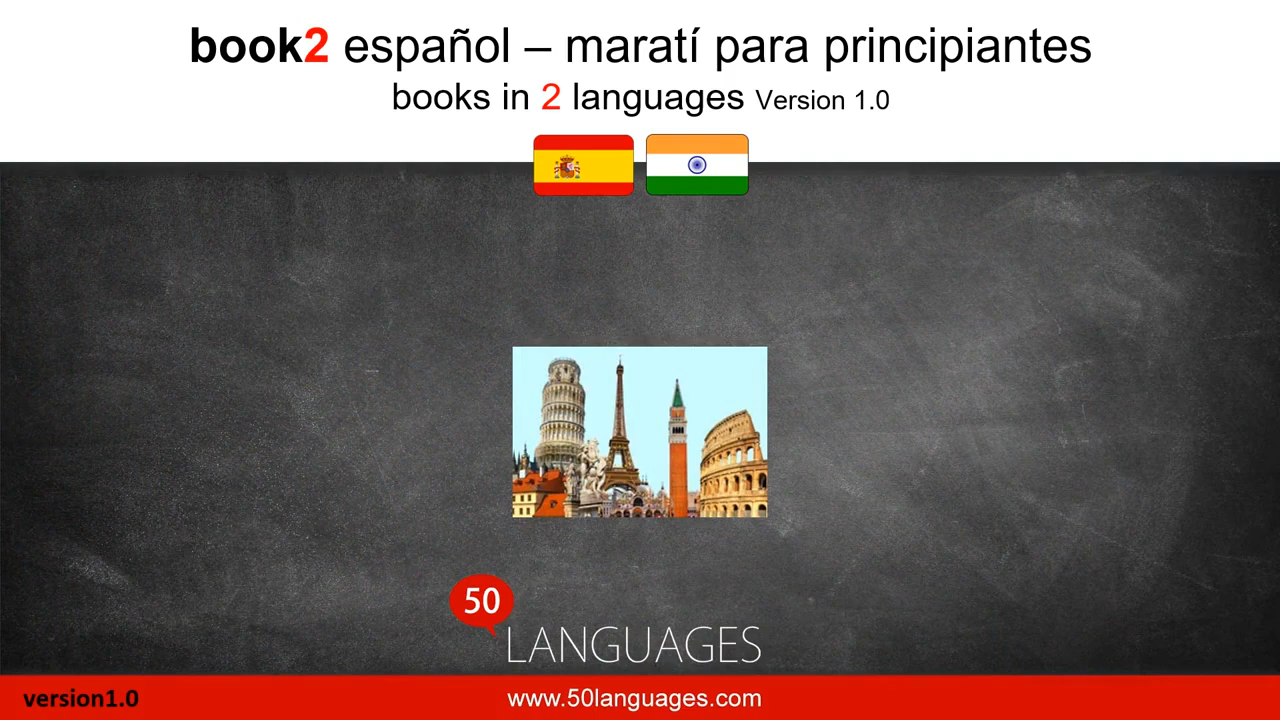 book2 español – maratí para principiantes
books in 2 languages Version 1.0
50
LANGUAGES
version1.0
www.50languages.com